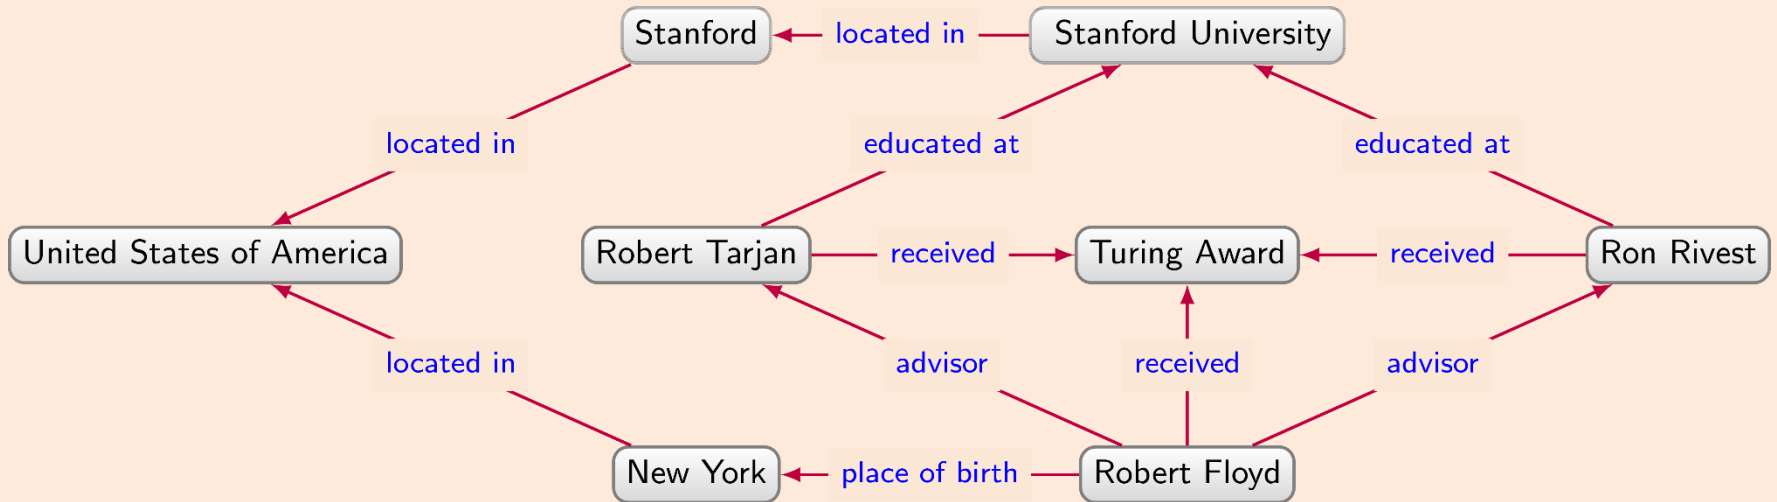 Stanford
located in
Stanford University
located in
educated at
educated at
United States of America
Robert Tarjan
received
Turing Award
received
Ron Rivest
located in
advisor
received
advisor
New York
place of birth
Robert Floyd